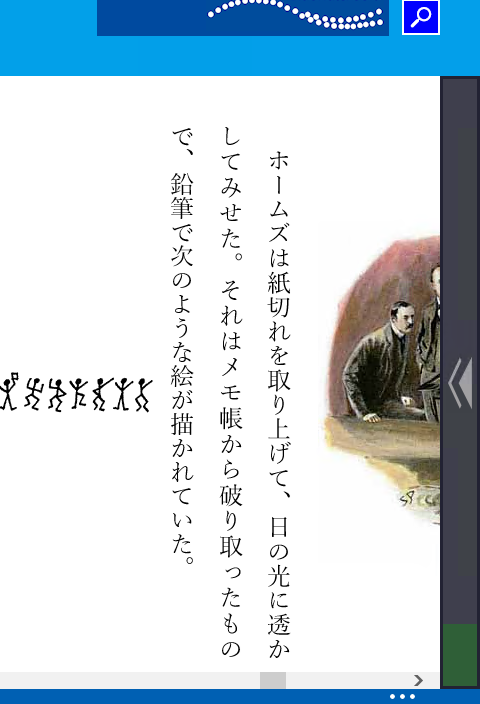 ホームズは紙切れを取り上げて、日の光に透か
してみせた。それはメモ帳から破り取ったもの
で、鉛筆で次のような絵が描かれていた。